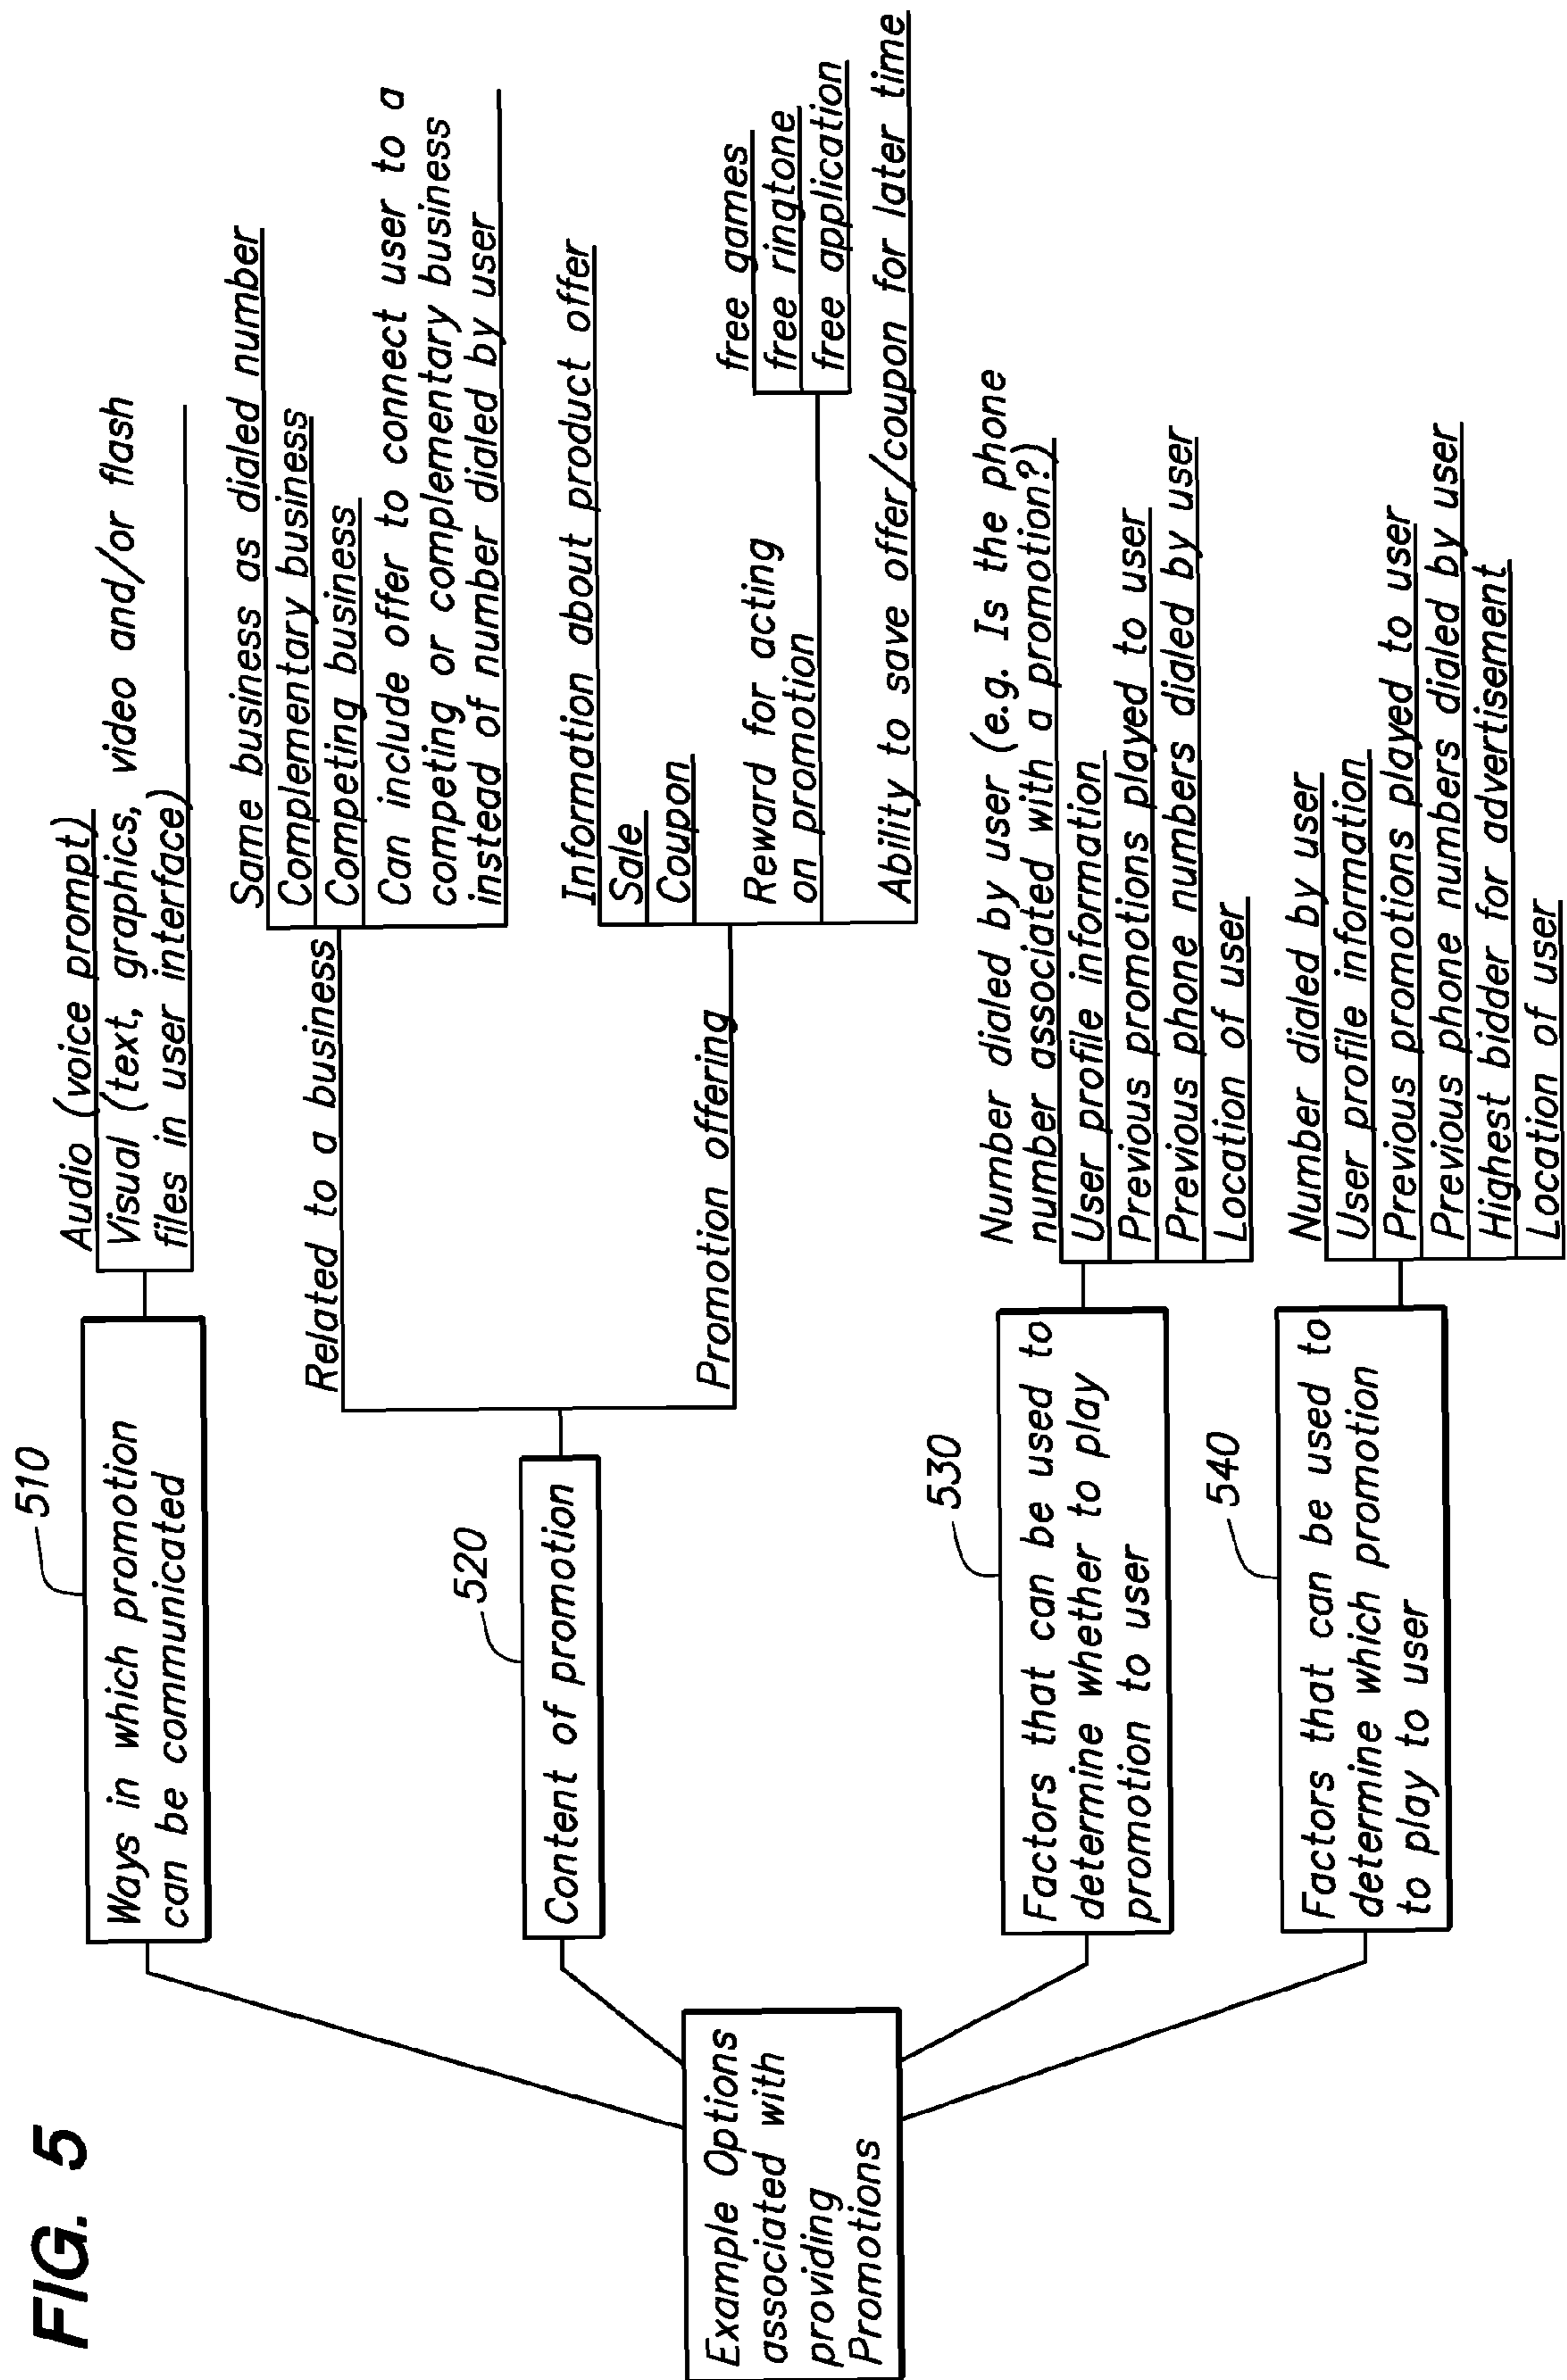 FIG. 5
Example Options
associated with
providing
Promotions
510
Ways in which promotion
can be communicated
Audio (voice prompt)
Visual (text, graphics, video and/or flash
files in user interface)
520
Content of promotion
Related to a business
Same business as dialed number
Complementary business
Competing business
Can include offer to connect user to a
competing or complementary business
instead of number dialed by user
Promotion offering
Information about product offer
Sale
Coupon
Reward for acting
on promotion
free games
free ringtone
free application
Ability to save offer/coupon for later time
530
Factors that can be used to
determine whether to play
promotion to user
Number dialed by user (e.g. Is the phone
number associated with a promotion?)
User profile information
Previous promotions played to user
Previous phone numbers dialed by user
Location of user
540
Factors that can be used to
determine which promotion
to play to user
Number dialed by user
User profile information
Previous promotions played to user
Previous phone numbers dialed by user
Highest bidder for advertisement
Location of user